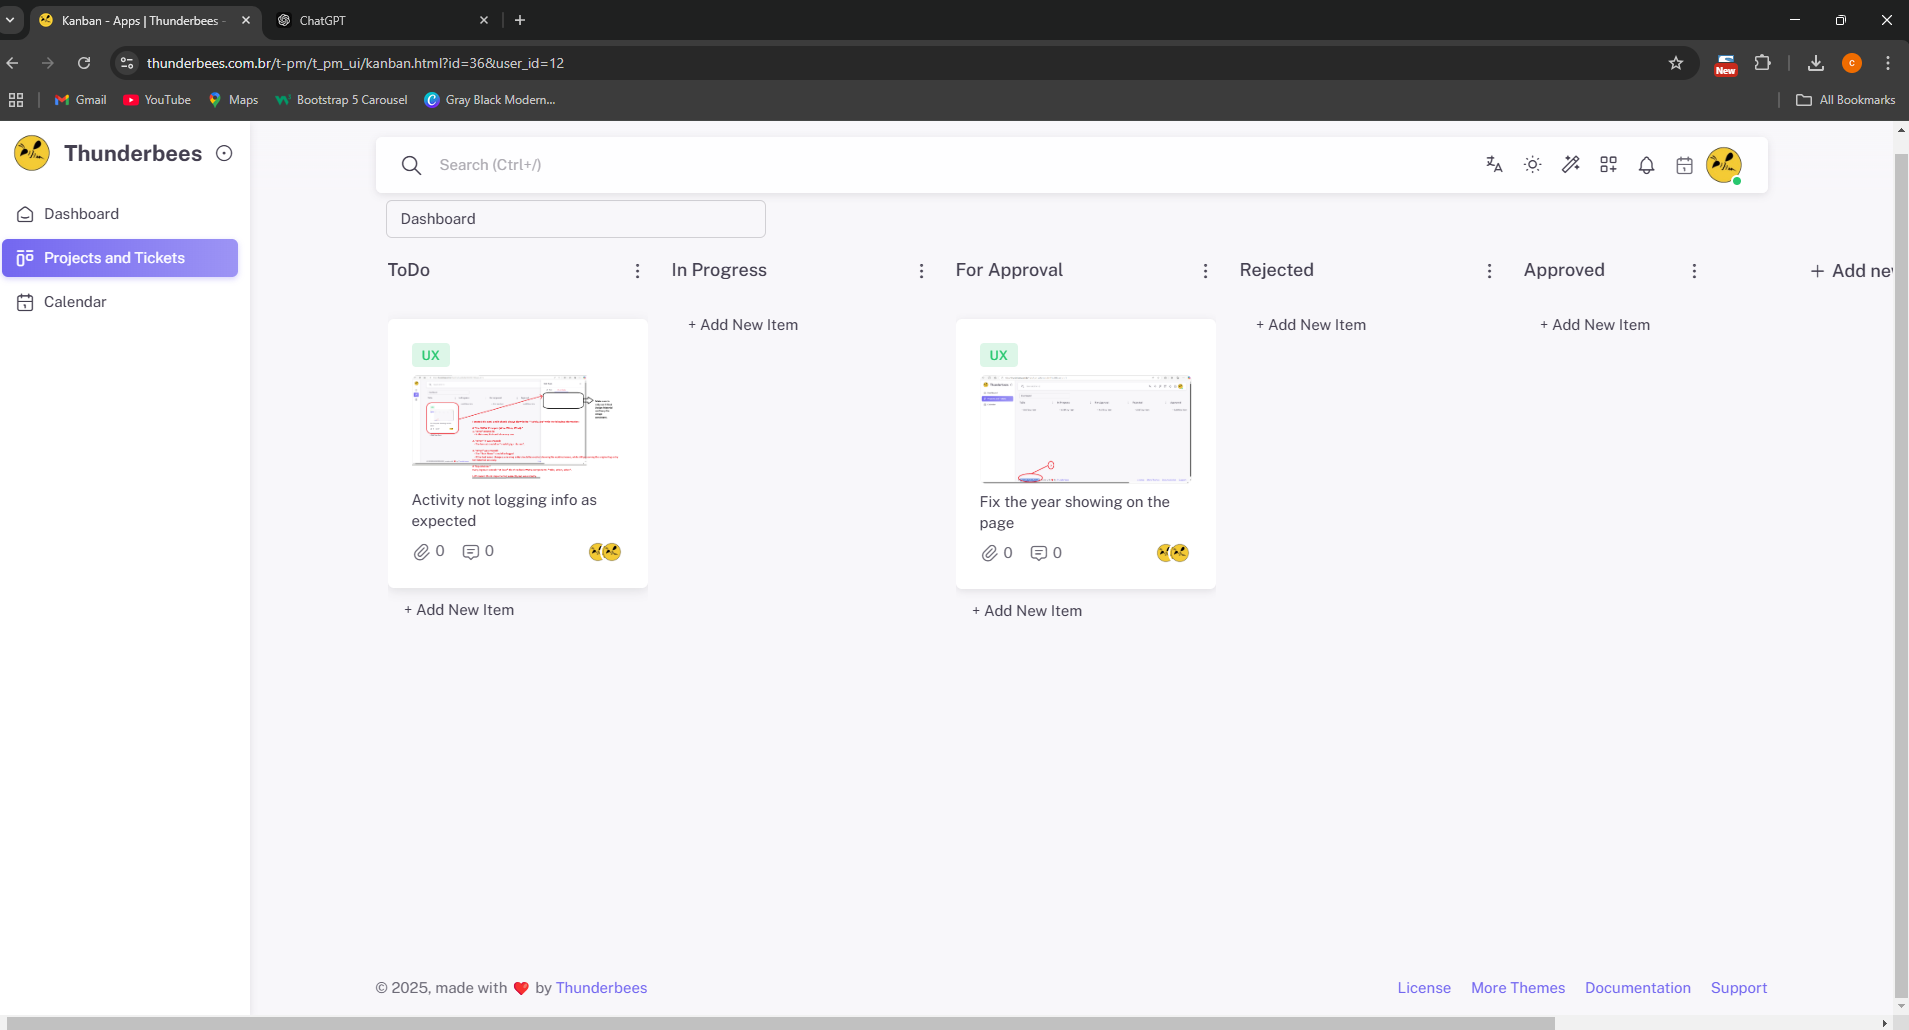 Kanban - Apps | Thunderbees -
ChatGPT
thunderbees.com.br/t-pm/t_pm_ui/kanban.html?id=36&user_id=12
New
c
Gmail
YouTube
Maps
Bootstrap 5 Carousel
Gray Black Modern...
All Bookmarks
Thunderbees
Search (Ctrl+/)
Dashboard
Projects and Tickets
Calendar
Dashboard
ToDo
In Progress
For Approval
Rejected
Approved
+ Add new
+ Add New Item
+ Add New Item
+ Add New Item
UX
Activity not logging info as
expected
0 0
+ Add New Item
UX
Fix the year showing on the
page
0 0
+ Add New Item
© 2025, made with ❤️ by Thunderbees
License
More Themes
Documentation
Support